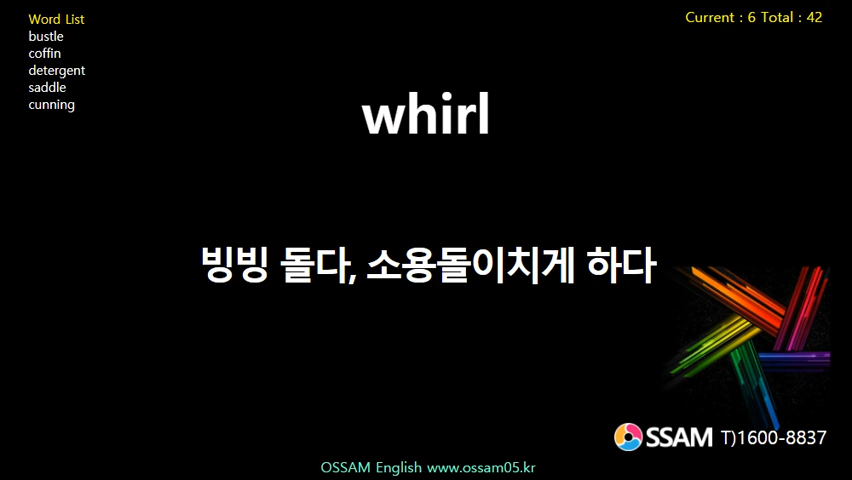 Word List
bustle
coffin
detergent
saddle
cunning
Current : 6 Total : 42
whirl
빙빙 돌다, 소용돌이치게 하다
OSSAM T)1600-8837
OSSAM English www.ossam05.kr